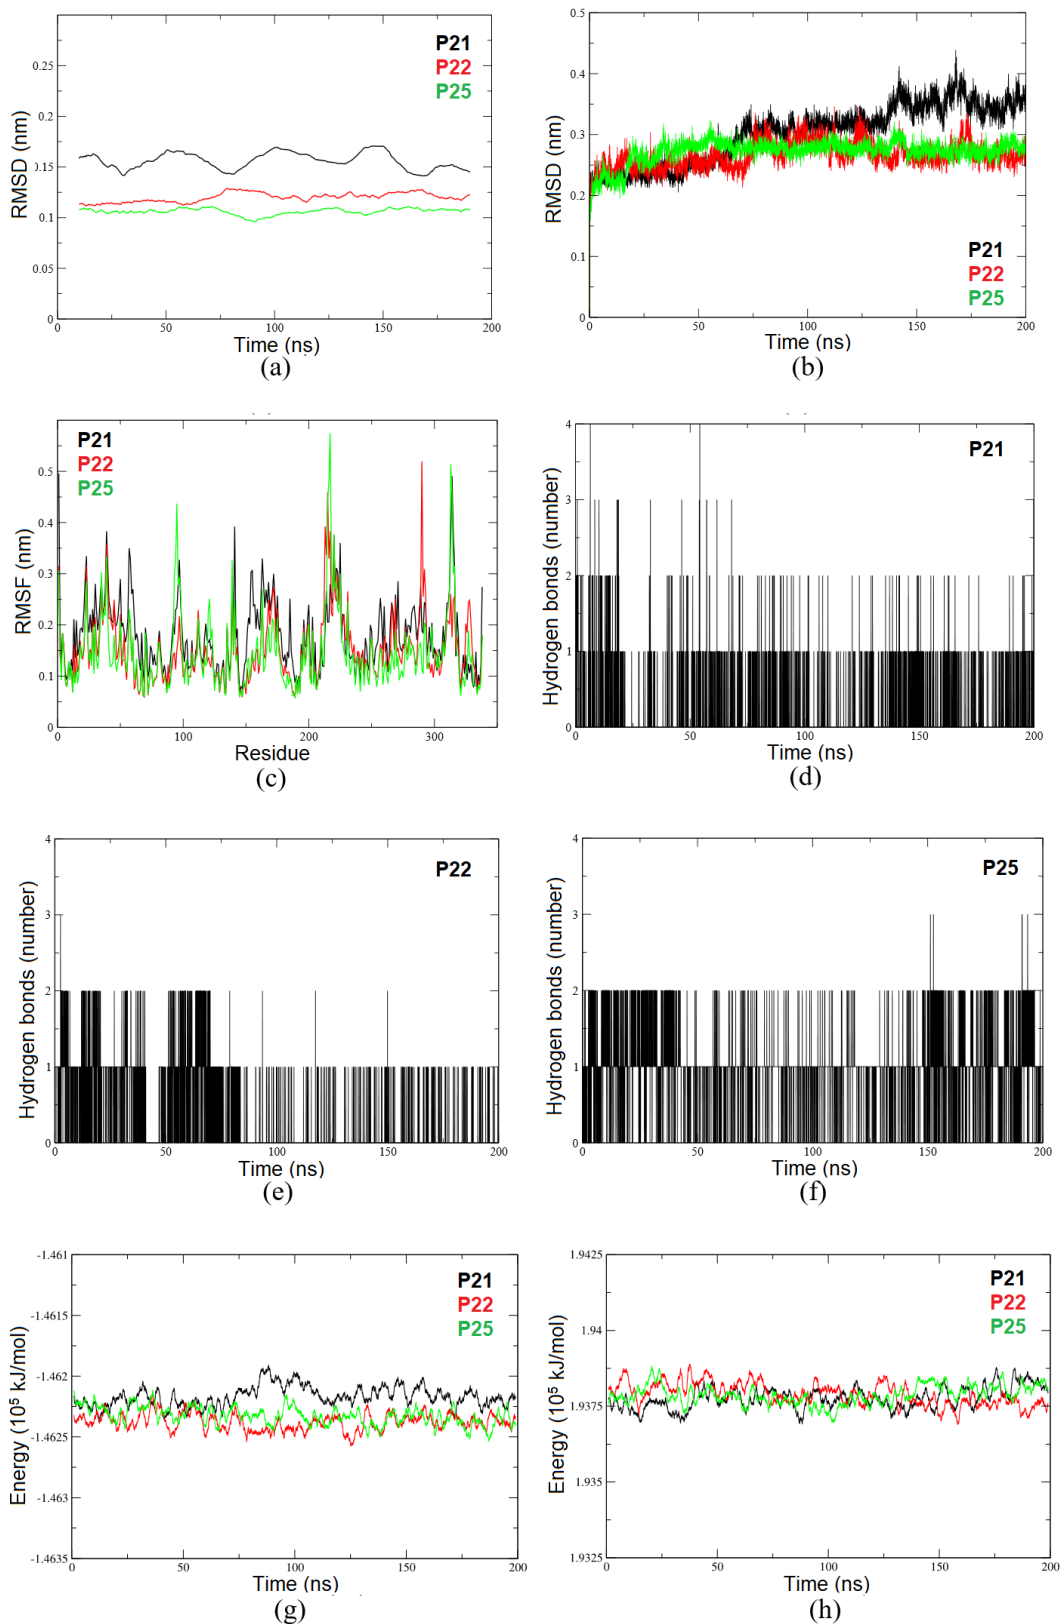 P21
P22
P25
RMSD (nm)
0.25
0.2
0.15
0.1
0.05
0
0 50 100 150 200
Time (ns)
(a)
0.5
0.4
0.3
0.2
0.1
0
RMSD (nm)
P21
P22
P25
0 50 100 150 200
Time (ns)
(b)
P21
P22
P25
RMSF (nm)
0.5
0.4
0.3
0.2
0.1
0
0 100 200 300
Residue
(c)
P21
Hydrogen bonds (number)
4
3
2
1
0
0 50 100 150 200
Time (ns)
(d)
P22
Hydrogen bonds (number)
4
3
2
1
0
0 50 100 150 200
Time (ns)
(e)
P25
Hydrogen bonds (number)
4
3
2
1
0
0 50 100 150 200
Time (ns)
(f)
P21
P22
P25
Energy (10⁵ kJ/mol)
-1.461
-1.4615
-1.462
-1.4625
-1.463
-1.4635
0 50 100 150 200
Time (ns)
(g)
P21
P22
P25
Energy (10⁵ kJ/mol)
1.9425
1.94
1.9375
1.935
1.9325
0 50 100 150 200
Time (ns)
(h)